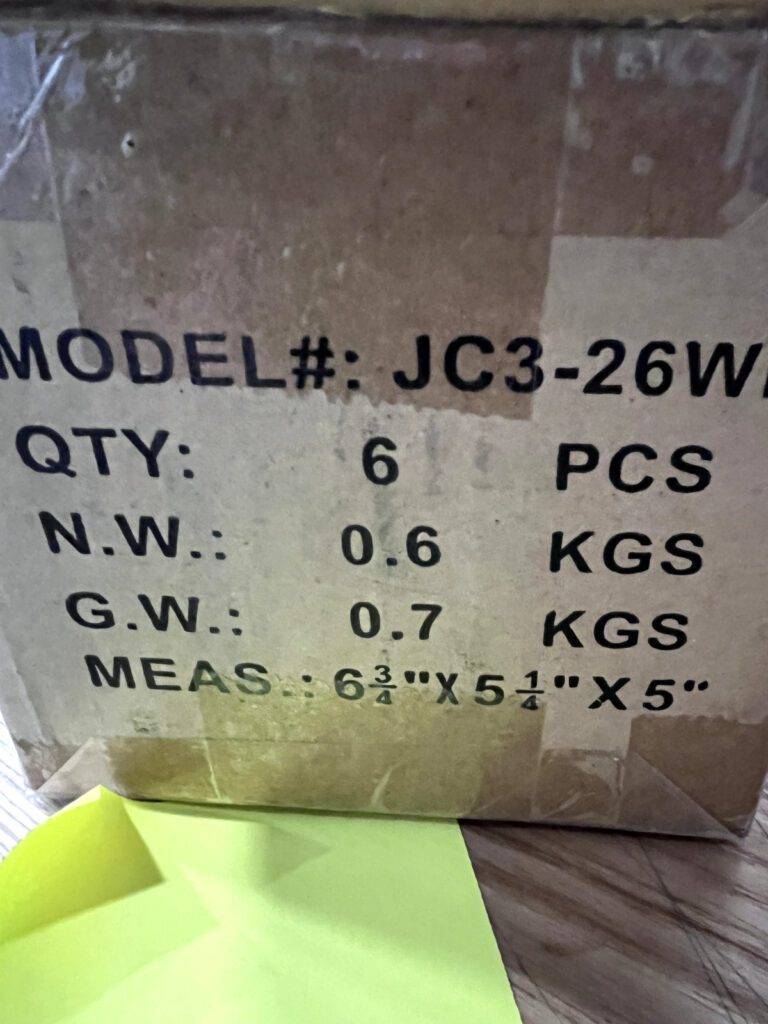 MODEL#: JC3-26W
QTY: 6 PCS
N.W.: 0.6 KGS
G.W.: 0.7 KGS
MEAS.: 6¾"X5¼"X5"